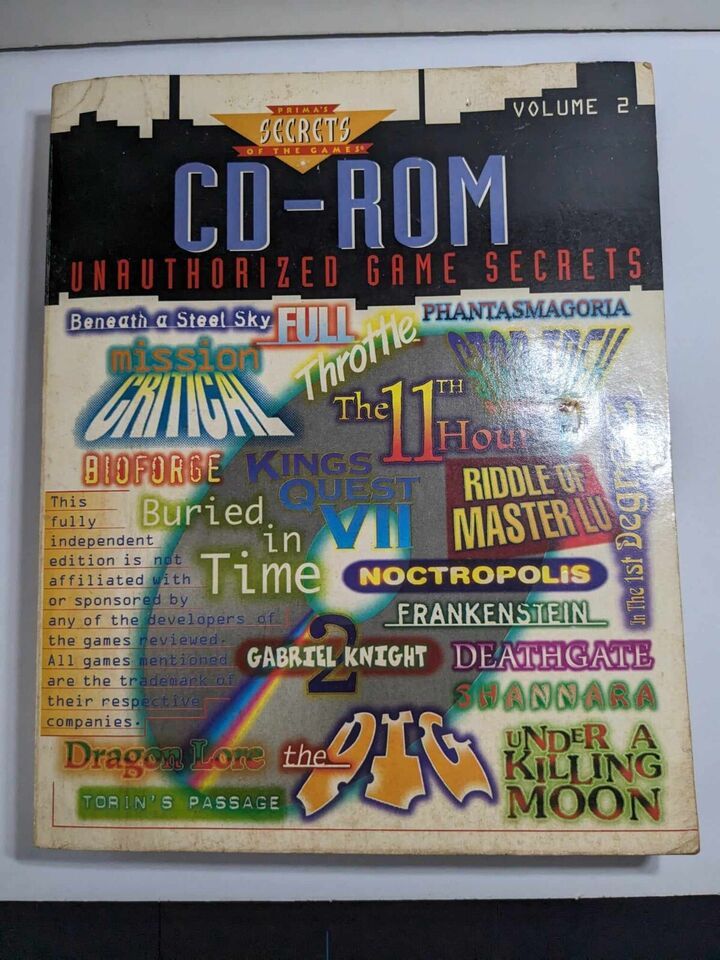 PRIMA'S
SECRETS
OF THE GAMES®
VOLUME 2
CD-ROM
UNAUTHORIZED GAME SECRETS
Beneath a Steel Sky
FULL
Throttle
PHANTASMAGORIA
mission
CRITICAL
The 11TH
Hour
BIOFORGE
KINGS
QUEST
VII
RIDDLE OF
MASTER LU
In The 1st Degree
This
fully
independent
edition is not
affiliated with
or sponsored by
any of the developers of
the games reviewed.
All games mentioned
are the trademark of
their respective
companies.
Buried
in
Time
NOCTROPOLIS
FRANKENSTEIN
2
GABRIEL KNIGHT
DEATHGATE
SHANNARA
Dragon Lore
the DIG
UNDER A
KILLING
MOON
TORIN'S PASSAGE